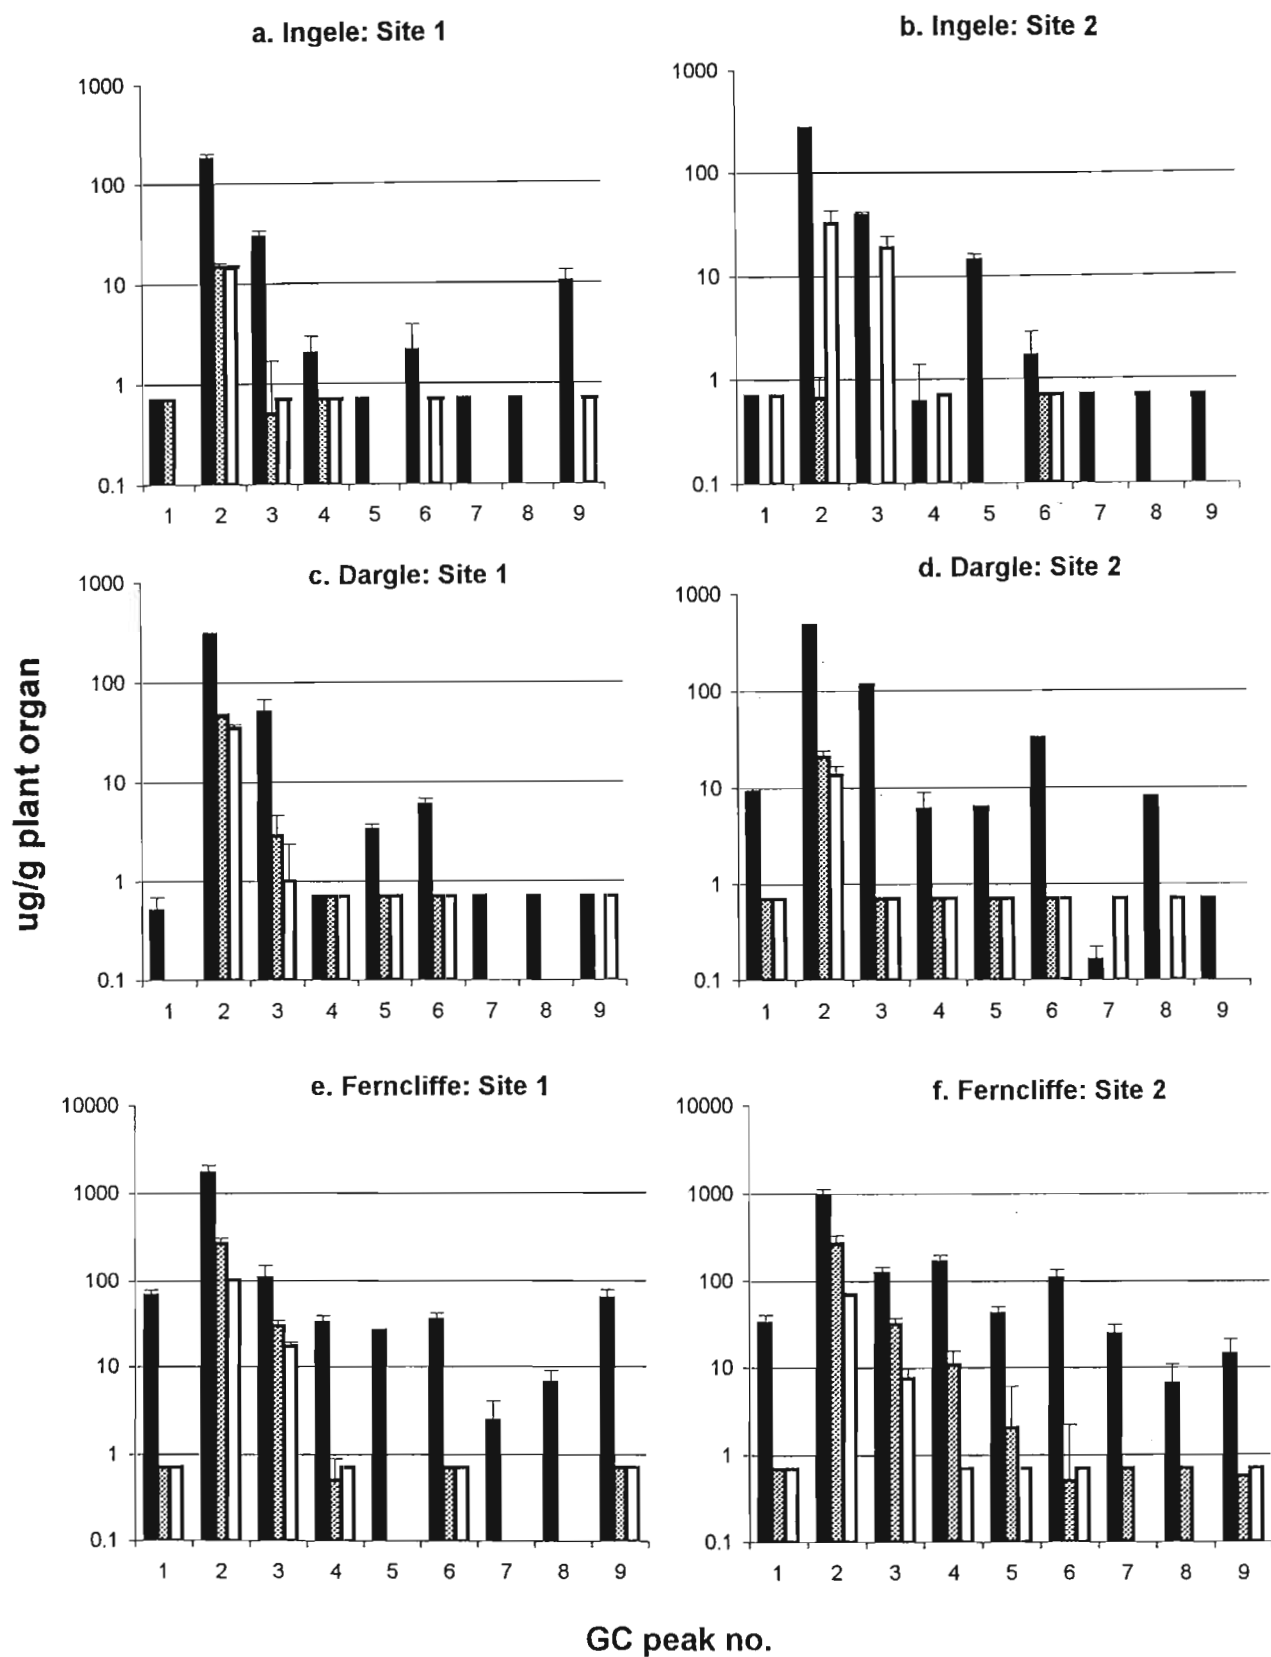 a. Ingele: Site 1
1000
100
10
1
0.1
1 2 3 4 5 6 7 8 9
b. Ingele: Site 2
1000
100
10
1
0.1
1 2 3 4 5 6 7 8 9
ug/g plant organ
c. Dargle: Site 1
1000
100
10
1
0.1
1 2 3 4 5 6 7 8 9
d. Dargle: Site 2
1000
100
10
1
0.1
1 2 3 4 5 6 7 8 9
e. Ferncliffe: Site 1
10000
1000
100
10
1
0.1
1 2 3 4 5 6 7 8 9
f. Ferncliffe: Site 2
10000
1000
100
10
1
0.1
1 2 3 4 5 6 7 8 9
GC peak no.